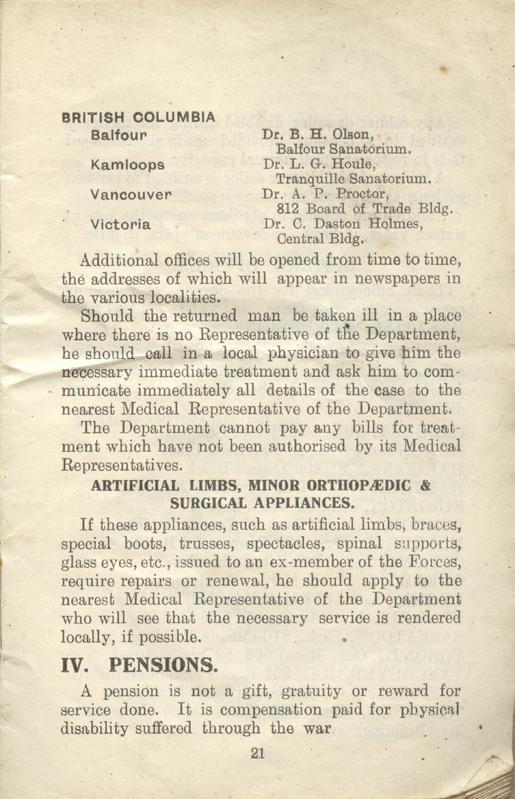 BRITISH COLUMBIA
Balfour Dr. B. H. Olson,
Balfour Sanatorium.
Kamloops Dr. L. G. Houle,
Tranquille Sanatorium.
Vancouver Dr. A. P. Proctor,
812 Board of Trade Bldg.
Victoria Dr. C. Daston Holmes,
Central Bldg.
Additional offices will be opened from time to time,
the addresses of which will appear in newspapers in
the various localities.
Should the returned man be taken ill in a place
where there is no Representative of the Department,
he should call in a local physician to give him the
necessary immediate treatment and ask him to com-
municate immediately all details of the case to the
nearest Medical Representative of the Department.
The Department cannot pay any bills for treat-
ment which have not been authorised by its Medical
Representatives.
ARTIFICIAL LIMBS, MINOR ORTHOPÆDIC &
SURGICAL APPLIANCES.
If these appliances, such as artificial limbs, braces,
special boots, trusses, spectacles, spinal supports,
glass eyes, etc., issued to an ex-member of the Forces,
require repairs or renewal, he should apply to the
nearest Medical Representative of the Department
who will see that the necessary service is rendered
locally, if possible.
IV. PENSIONS.
A pension is not a gift, gratuity or reward for
service done. It is compensation paid for physical
disability suffered through the war
21